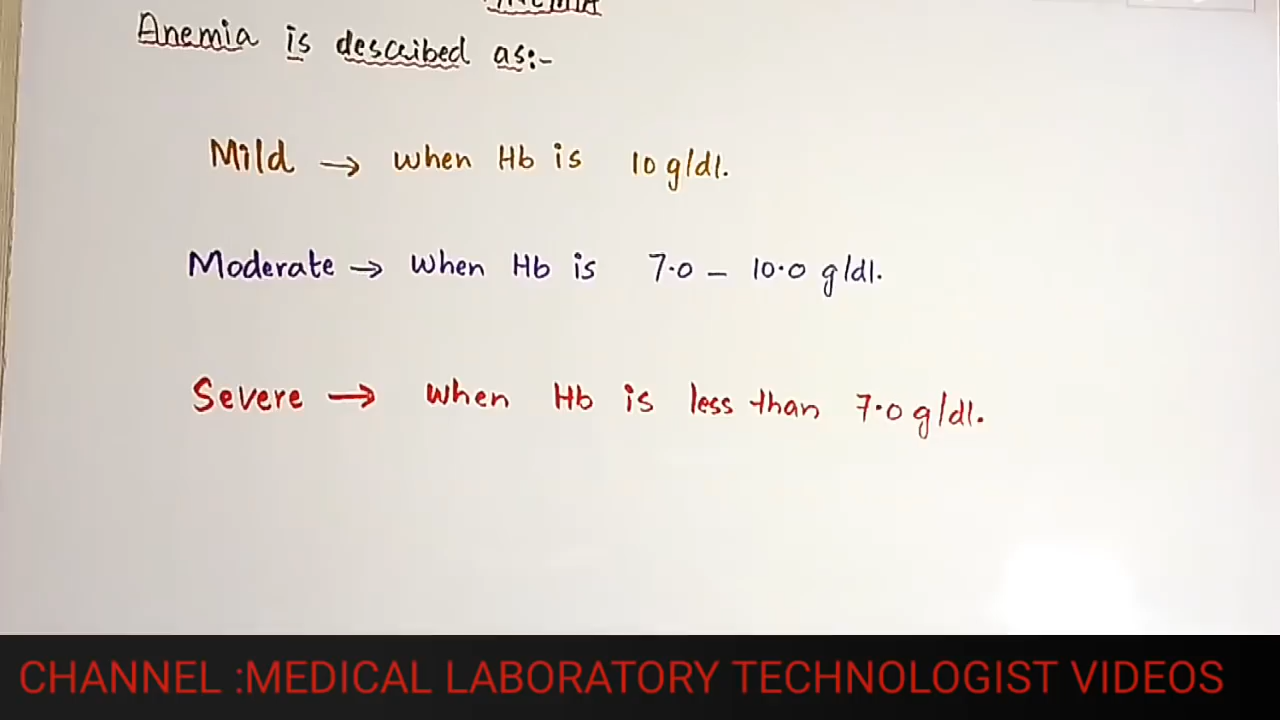 Anemia is described as:-
Mild → when Hb is 10 g/dl.
Moderate → when Hb is 7.0 – 10.0 g/dl.
Severe → when Hb is less than 7.0 g/dl.
CHANNEL :MEDICAL LABORATORY TECHNOLOGIST VIDEOS